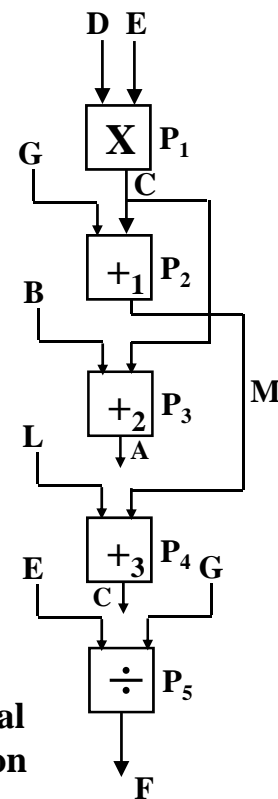 D E
X P1
G C
+1 P2
B
+2 P3
M
L A
+3 P4
E C G
÷ P5
al
on
F